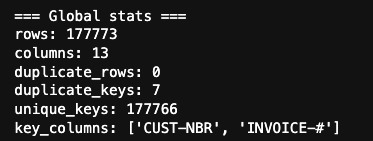 === Global stats ===
rows: 177773
columns: 13
duplicate_rows: 0
duplicate_keys: 7
unique_keys: 177766
key_columns: ['CUST-NBR', 'INVOICE-#']